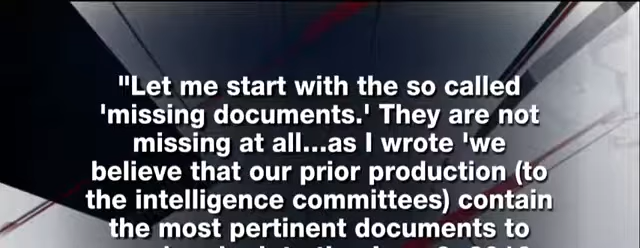 "Let me start with the so called
'missing documents.' They are not
missing at all...as I wrote 'we
believe that our prior production (to
the intelligence committees) contain
the most pertinent documents to